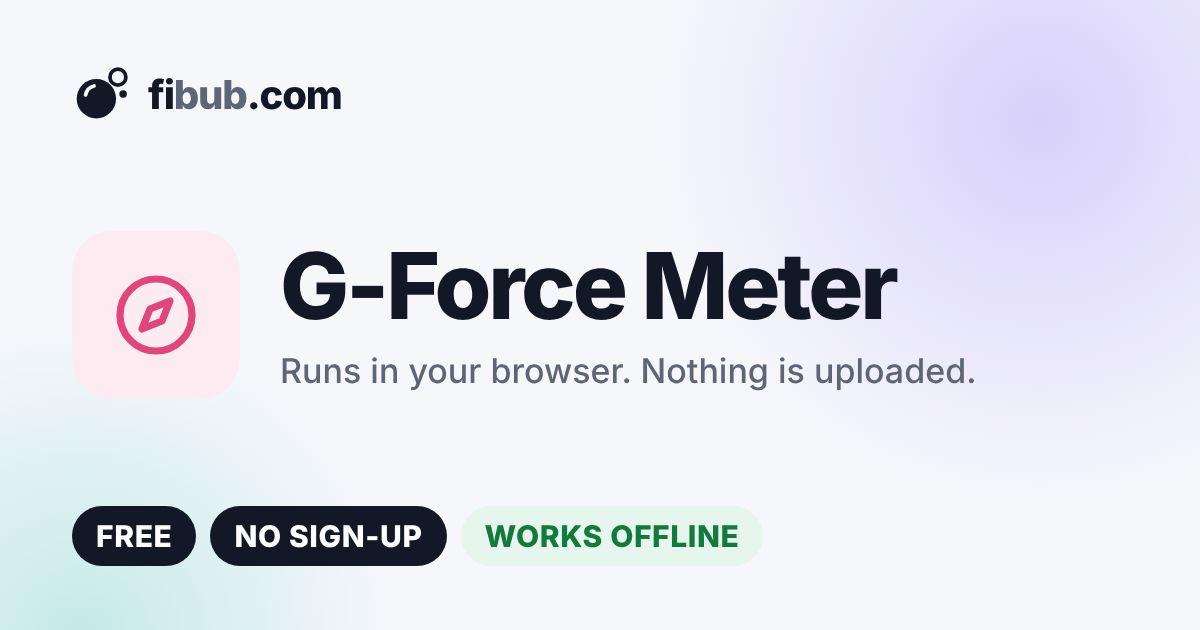 fibub.com
G-Force Meter
Runs in your browser. Nothing is uploaded.
FREE NO SIGN-UP WORKS OFFLINE